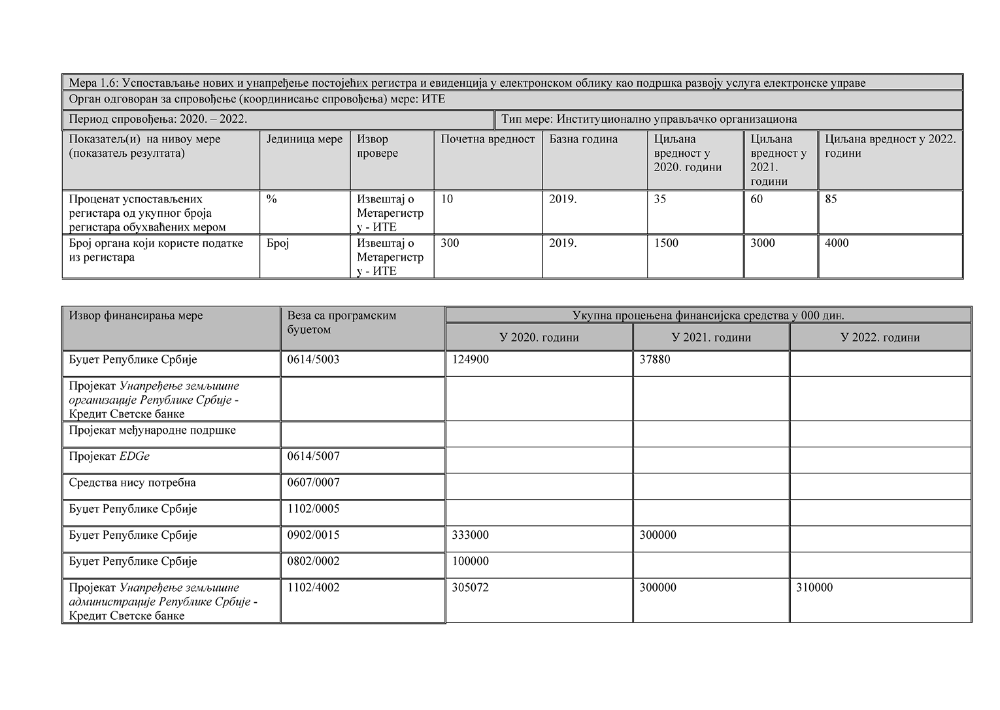 Мера 1.6: Успостављање нових и унапређење постојећих регистра и евиденција у електронском облику као подршка развоју услуга електронске управе
Орган одговоран за спровођење (координисање спровођења) мере: ИТЕ
Период спровођења: 2020. – 2022.
Тип мере: Институционално управљачко организациона
Показатељ(и) на нивоу мере
(показатељ резултата)
Јединица мере
Извор
провере
Почетна вредност
Базна година
Циљана
вредност у
2020. години
Циљана
вредност у
2021.
години
Циљана вредност у 2022.
години
Проценат успостављених
регистара од укупног броја
регистара обухваћених мером
%
Извештај о
Метарегистр
у - ИТЕ
10
2019.
35
60
85
Број органа који користе податке
из регистара
Број
Извештај о
Метарегистр
у - ИТЕ
300
2019.
1500
3000
4000
Извор финансирања мере
Веза са програмским
буџетом
Укупна процењена финансијска средства у 000 дин.
У 2020. години
У 2021. години
У 2022. години
Буџет Републике Србије
0614/5003
124900
37880
Пројекат Унапређење земљишне
организације Републике Србије -
Кредит Светске банке
Пројекат међународне подршке
Пројекат EDGe
0614/5007
Средства нису потребна
0607/0007
Буџет Републике Србије
1102/0005
Буџет Републике Србије
0902/0015
333000
300000
Буџет Републике Србије
0802/0002
100000
Пројекат Унапређење земљишне
администрације Републике Србије -
Кредит Светске банке
1102/4002
305072
300000
310000